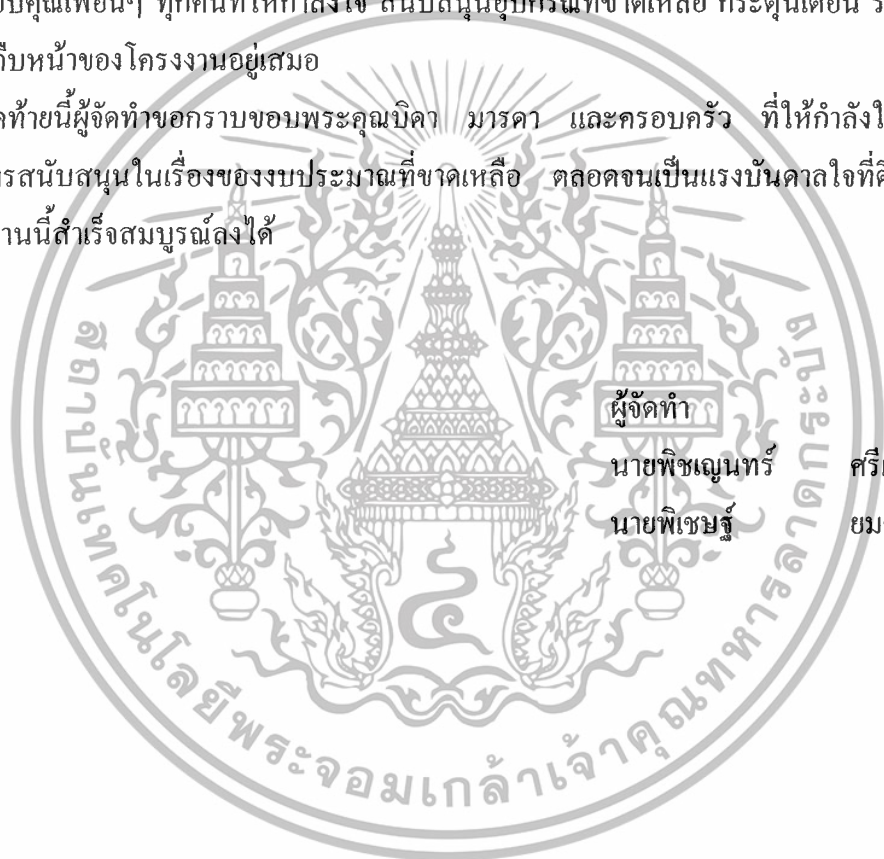 ทุกคนที่ให้กำลังใจ สนับสนุนอุปกรณ์ที่ขาดเหลือ กระตุ้นเตือน
คืบหน้าของโครงงานอยู่เสมอ
ท้ายนี้ผู้จัดทำขอกราบขอบพระคุณบิดา มารดา และครอบครัว ที่ให้กำลังใ
รสนับสนุนในเรื่องของงบประมาณที่ขาดเหลือ ตลอดจนเป็นแรงบันดาลใจที่
านนี้สำเร็จสมบูรณ์ลงได้
ผู้จัดทำ
นายพิชเญนทร์
นายพิเชษฐ์
สถาบันเทคโนโลยีพระจอมเกล้าเจ้าคุณทหารลาดกระบัง
๔